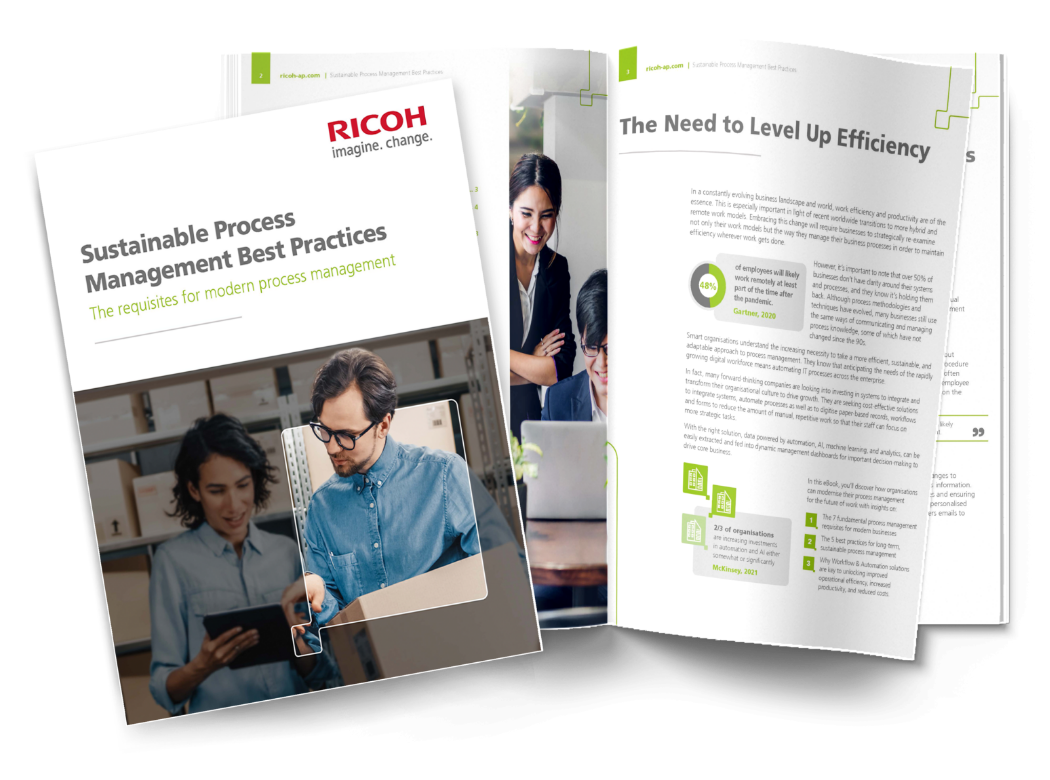 RICOH
imagine. change.
Sustainable Process
Management Best Practices
The requisites for modern process management
2
ricoh-ap.com | Sustainable Process Management Best Practices
3
4
3
ricoh-ap.com | Sustainable Process Management Best Practices
The Need to Level Up Efficiency
In a constantly evolving business landscape and world, work efficiency and productivity are of the
essence. This is especially important in light of recent worldwide transitions to more hybrid and
remote work models. Embracing this change will require businesses to strategically re-examine
not only their work models but the way they manage their business processes in order to maintain
efficiency wherever work gets done.
48%
of employees will likely
work remotely at least
part of the time after
the pandemic.
Gartner, 2020
However, it's important to note that over 50% of
businesses don't have clarity around their systems
and processes, and they know it's holding them
back. Although process methodologies and
techniques have evolved, many businesses still use
the same ways of communicating and managing
process knowledge, some of which have not
changed since the 90s.
Smart organisations understand the increasing necessity to take a more efficient, sustainable, and
adaptable approach to process management. They know that anticipating the needs of the rapidly
growing digital workforce means automating IT processes across the enterprise.
In fact, many forward-thinking companies are looking into investing in systems to integrate and
transform their organisational culture to drive growth. They are seeking cost-effective solutions
to integrate systems, automate processes as well as to digitise paper-based records, workflows
and forms to reduce the amount of manual, repetitive work so that their staff can focus on
more strategic tasks.
With the right solution, data powered by automation, AI, machine learning, and analytics, can be
easily extracted and fed into dynamic management dashboards for important decision-making to
drive core business.
2/3 of organisations
are increasing investments
in automation and AI either
somewhat or significantly
McKinsey, 2021
In this eBook, you'll discover how organisations
can modernise their process management
for the future of work with insights on:
1 The 7 fundamental process management
requisites for modern businesses
2 The 5 best practices for long-term,
sustainable process management
3 Why Workflow & Automation solutions
are key to unlocking improved
operational efficiency, increased
productivity, and reduced costs.
s
often
on the
likely
”
information
and ensuring
personalised
emails to